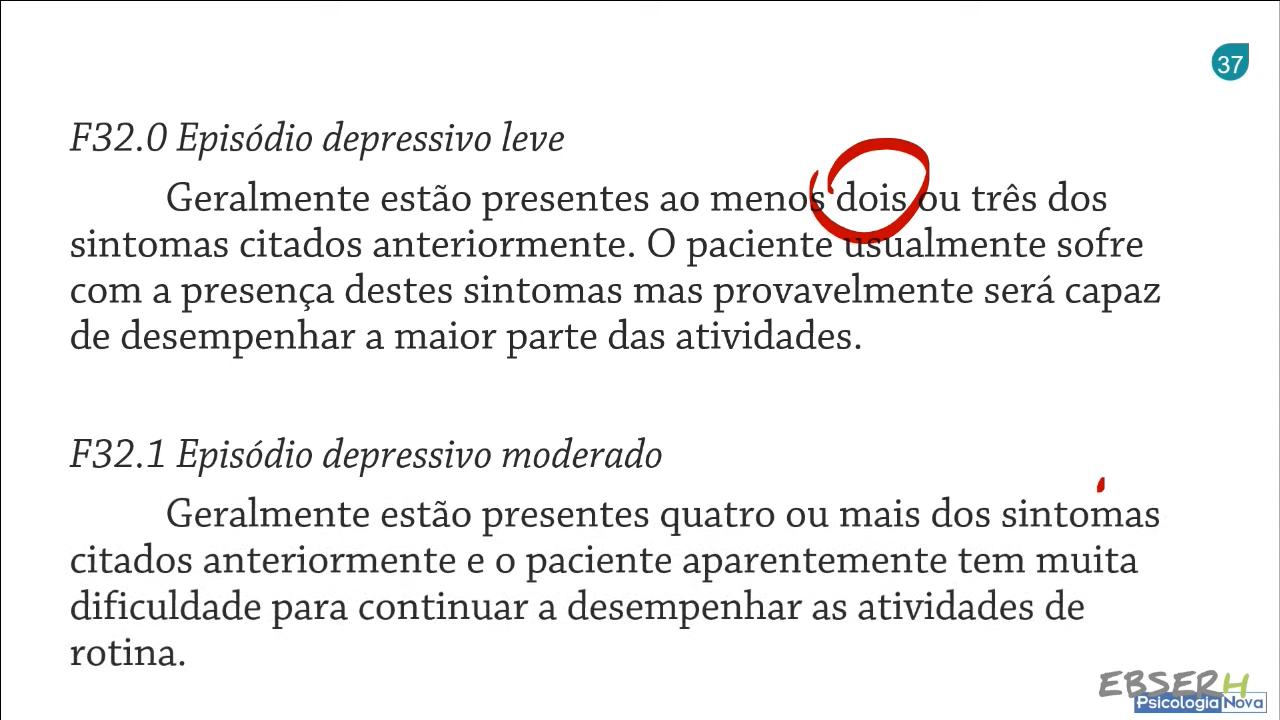 37
F32.0 Episódio depressivo leve
Geralmente estão presentes ao menos dois ou três dos
sintomas citados anteriormente. O paciente usualmente sofre
com a presença destes sintomas mas provavelmente será capaz
de desempenhar a maior parte das atividades.
F32.1 Episódio depressivo moderado
Geralmente estão presentes quatro ou mais dos sintomas
citados anteriormente e o paciente aparentemente tem muita
dificuldade para continuar a desempenhar as atividades de
rotina.
EBSERH
Psicologia Nova